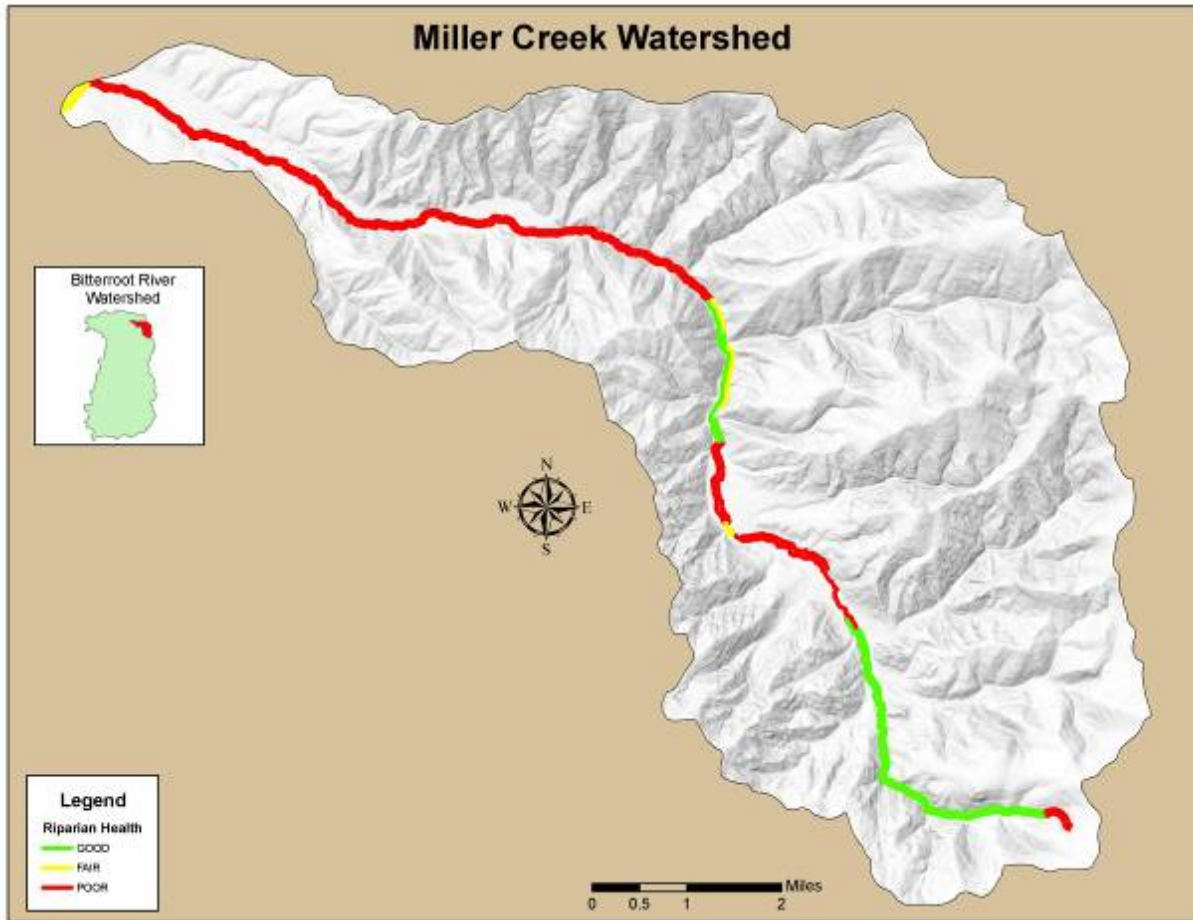 Miller Creek Watershed
Bitterroot River
Watershed
N
W
E
S
Legend
Riparian Health
GOOD
FAIR
POOR
Miles
0 0.5 1 2